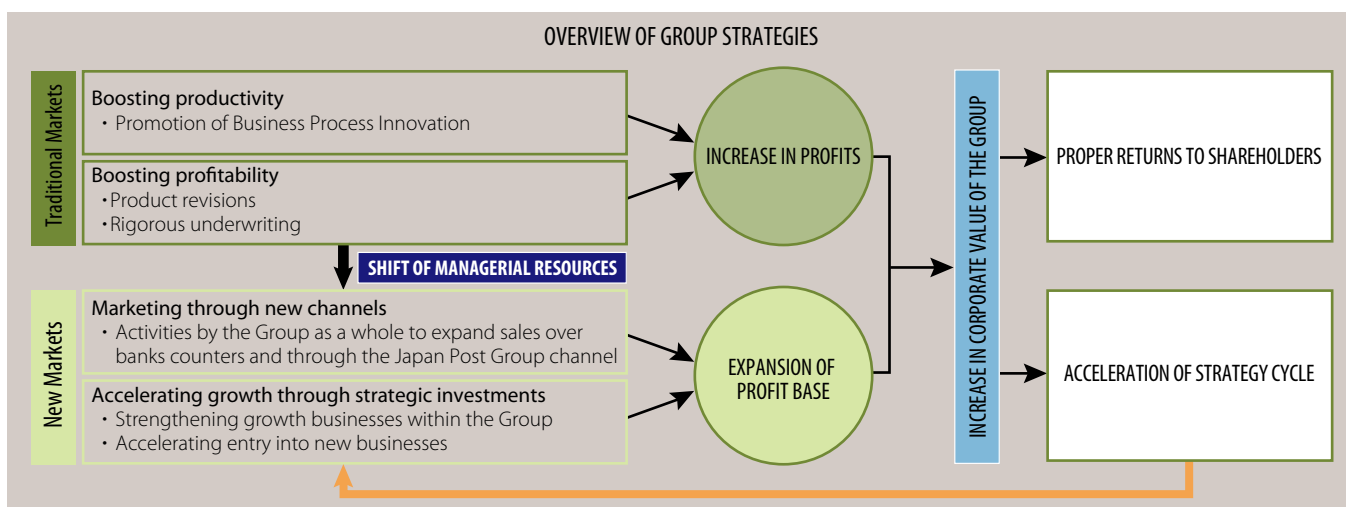 OVERVIEW OF GROUP STRATEGIES
Traditional Markets
Boosting productivity
• Promotion of Business Process Innovation
Boosting profitability
• Product revisions
• Rigorous underwriting
SHIFT OF MANAGERIAL RESOURCES
New Markets
Marketing through new channels
• Activities by the Group as a whole to expand sales over
banks counters and through the Japan Post Group channel
Accelerating growth through strategic investments
• Strengthening growth businesses within the Group
• Accelerating entry into new businesses
INCREASE IN PROFITS
EXPANSION OF
PROFIT BASE
INCREASE IN CORPORATE VALUE OF THE GROUP
PROPER RETURNS TO SHAREHOLDERS
ACCELERATION OF STRATEGY CYCLE